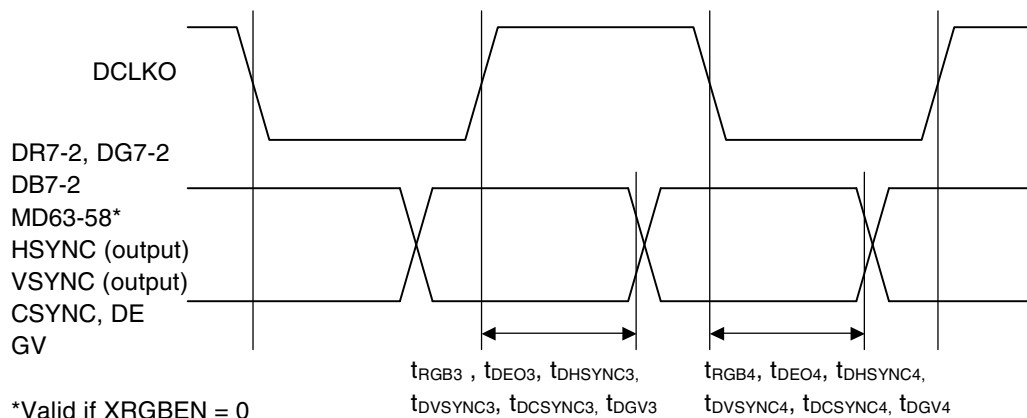 DCLKO
DR7-2, DG7-2
DB7-2
MD63-58*
HSYNC (output)
VSYNC (output)
CSYNC, DE
GV
tRGB3 , tDEO3, tDHSYNC3,
tDVSYNC3, tDCSYNC3, tDGV3
tRGB4, tDEO4, tDHSYNC4,
tDVSYNC4, tDCSYNC4, tDGV4
*Valid if XRGBEN = 0